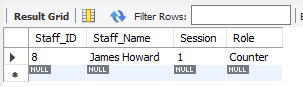 Result Grid Filter Rows:
Staff_ID Staff_Name Session Role
8 James Howard 1 Counter
NULL NULL NULL NULL